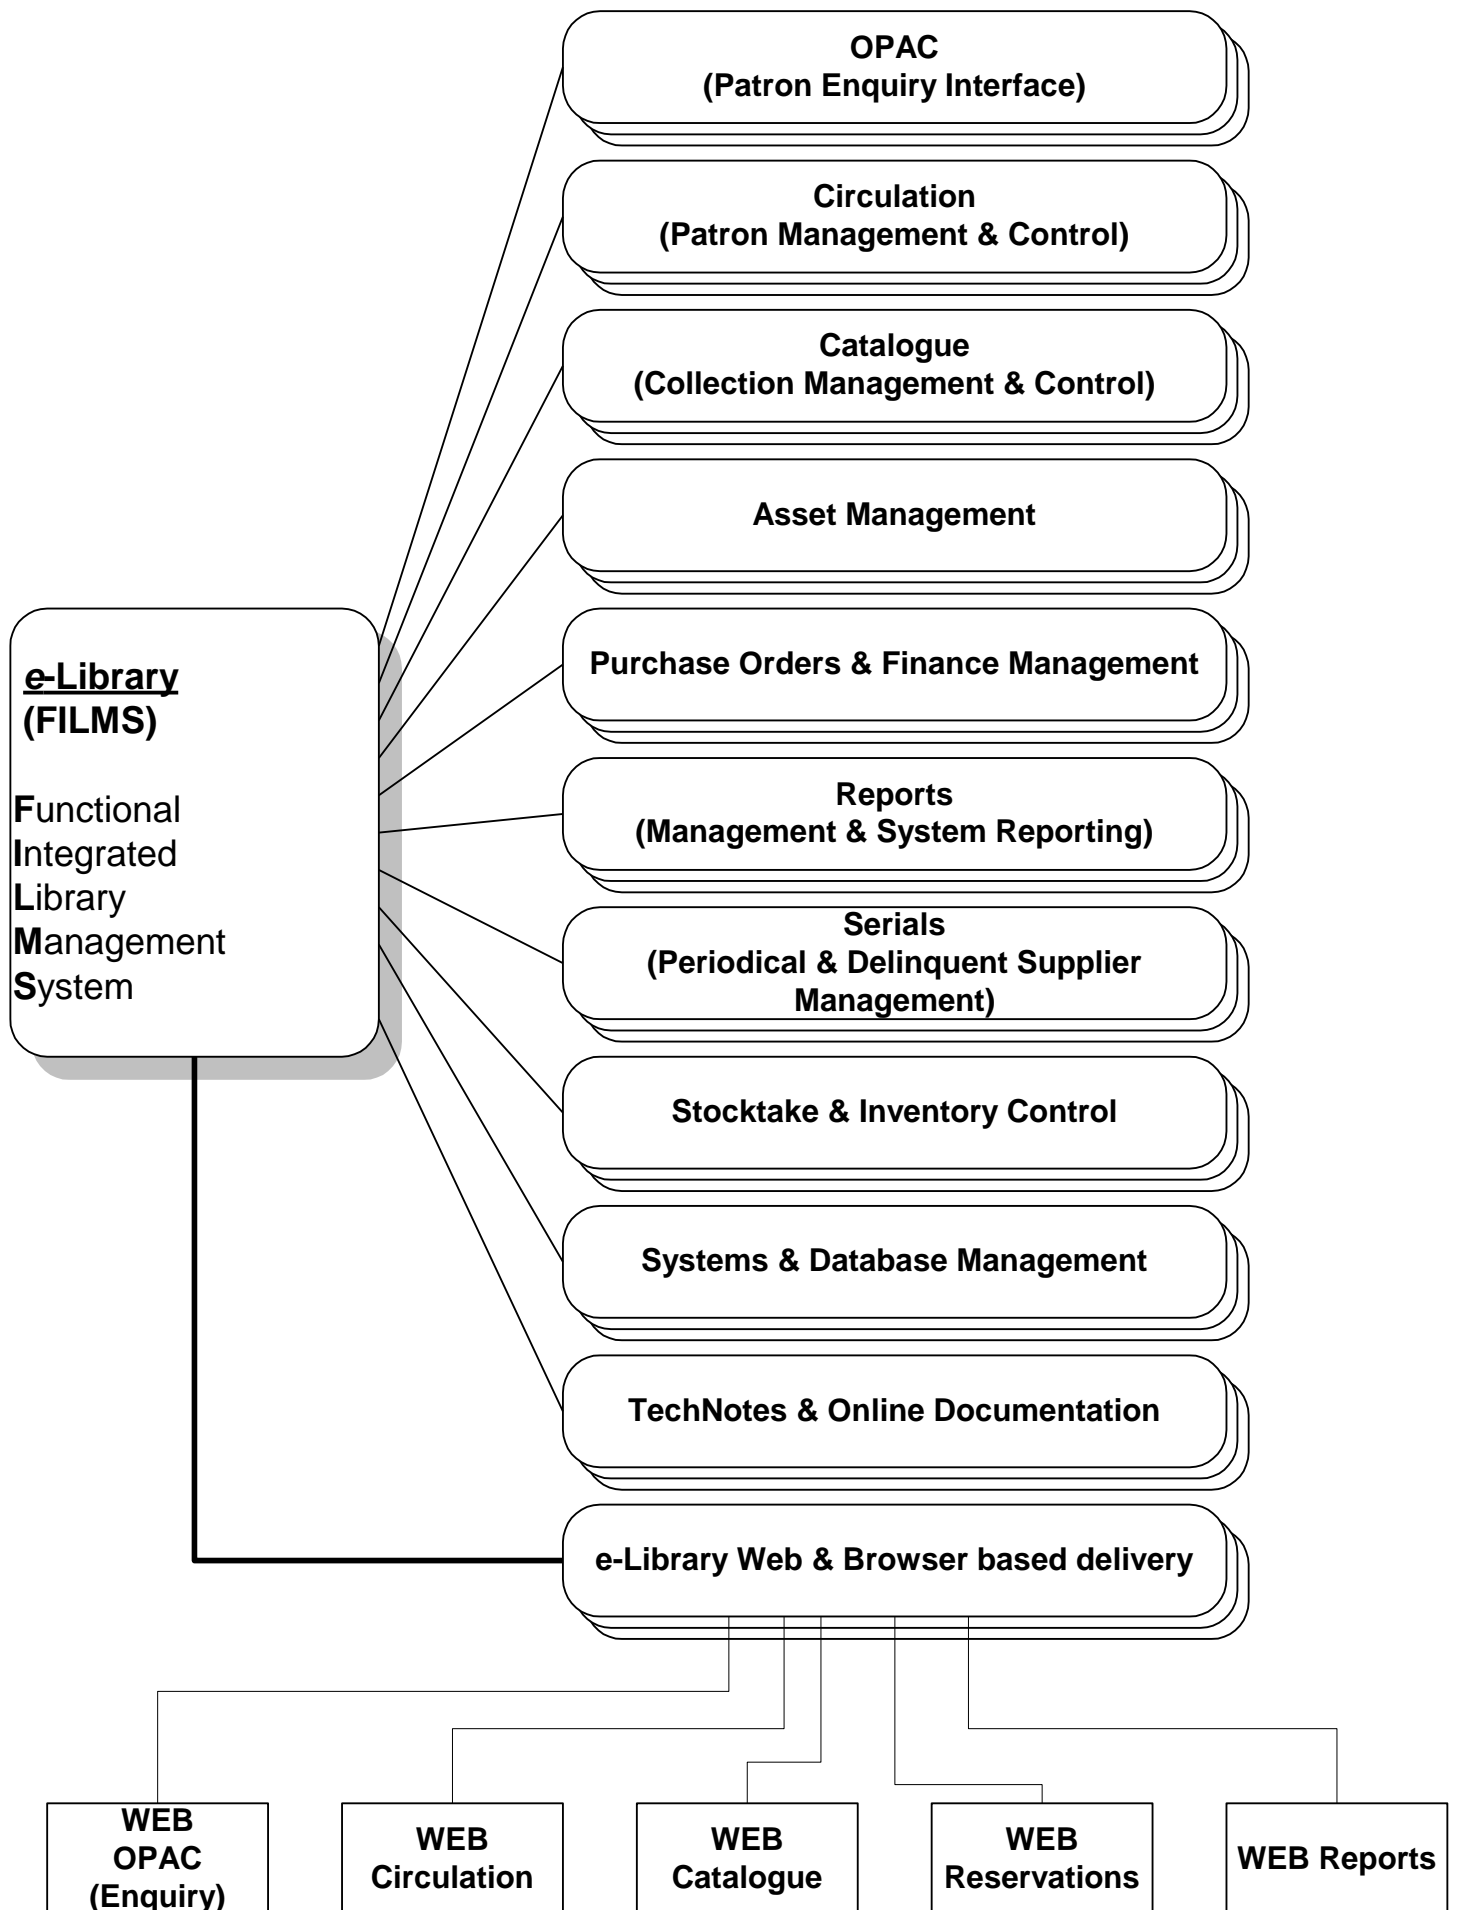 OPAC
(Patron Enquiry Interface)
Circulation
(Patron Management & Control)
Catalogue
(Collection Management & Control)
Asset Management
e-Library
(FILMS)
Functional
Integrated
Library
Management
System
Purchase Orders & Finance Management
Reports
(Management & System Reporting)
Serials
(Periodical & Delinquent Supplier
Management)
Stocktake & Inventory Control
Systems & Database Management
TechNotes & Online Documentation
e-Library Web & Browser based delivery
WEB
OPAC
(Enquiry)
WEB
Circulation
WEB
Catalogue
WEB
Reservations
WEB Reports